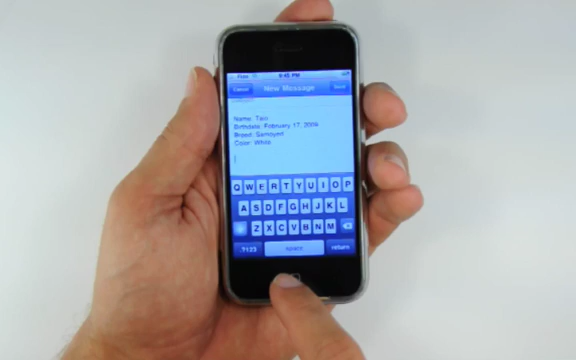 9:45 PM
Cancel New Message Send
Name: Taro
Birthdate: February 17, 2006
Breed: Samoyed
Color: White
Q W E R T Y U I O P
A S D F G H J K L
Z X C V B N M
.?123 space return